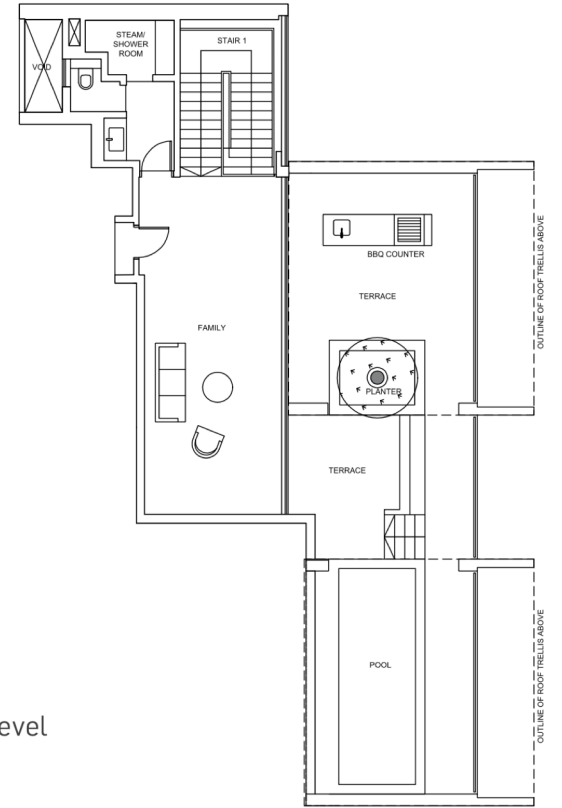 STEAM/
SHOWER
ROOM
STAIR 1
VOID
BBQ COUNTER
TERRACE
OUTLINE OF ROOF TRELLIS ABOVE
FAMILY
PLANTER
TERRACE
POOL
OUTLINE OF ROOF TRELLIS ABOVE
evel